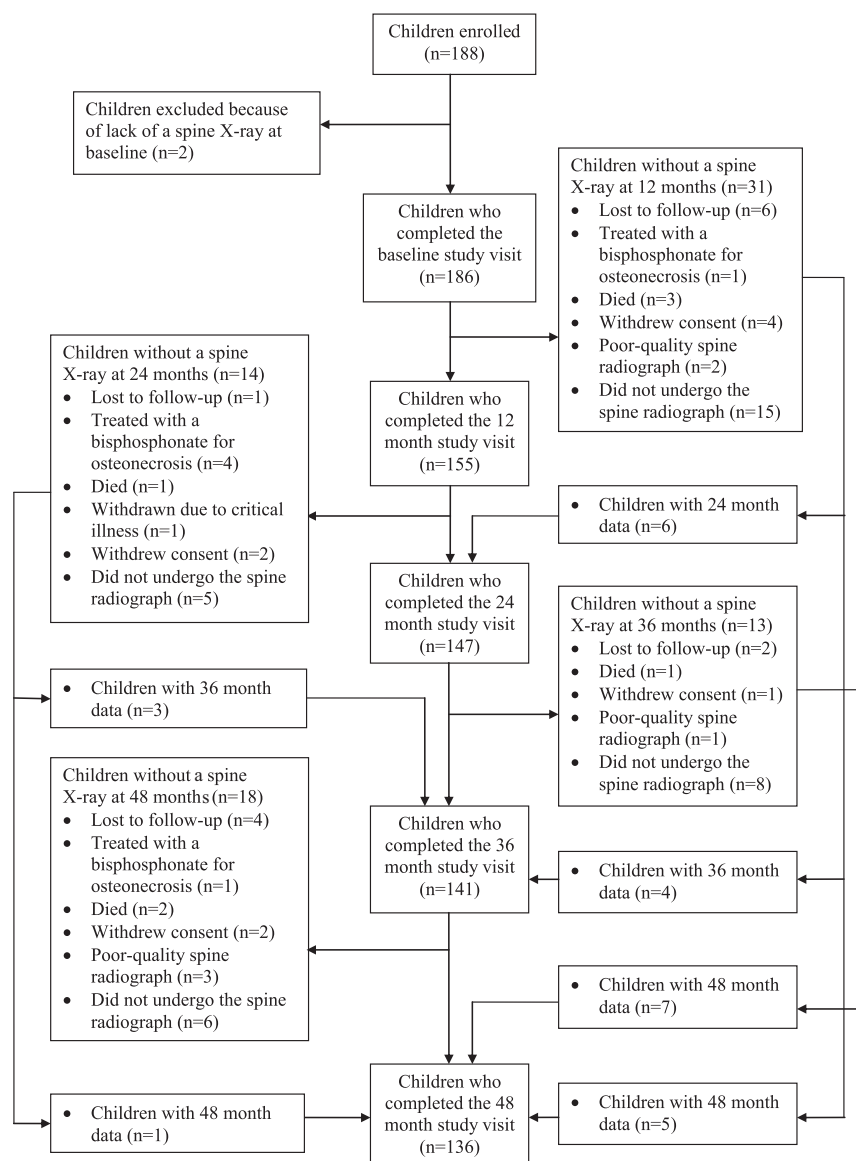 Children enrolled
(n=188)
Children excluded because
of lack of a spine X-ray at
baseline (n=2)
Children without a spine
X-ray at 12 months (n=31)
• Lost to follow-up (n=6)
• Treated with a
bisphosphonate for
osteonecrosis (n=1)
• Died (n=3)
• Withdrew consent (n=4)
• Poor-quality spine
radiograph (n=2)
• Did not undergo the
spine radiograph (n=15)
Children who
completed the
baseline study visit
(n=186)
Children without a spine
X-ray at 24 months (n=14)
• Lost to follow-up (n=1)
• Treated with a
bisphosphonate for
osteonecrosis (n=4)
• Died (n=1)
• Withdrawn due to critical
illness (n=1)
• Withdrew consent (n=2)
• Did not undergo the spine
radiograph (n=5)
Children who
completed the 12
month study visit
(n=155)
• Children with 24 month
data (n=6)
Children who
completed the 24
month study visit
(n=147)
Children without a spine
X-ray at 36 months (n=13)
• Lost to follow-up (n=2)
• Died (n=1)
• Withdrew consent (n=1)
• Poor-quality spine
radiograph (n=1)
• Did not undergo the
spine radiograph (n=8)
• Children with 36 month
data (n=3)
Children without a spine
X-ray at 48 months (n=18)
• Lost to follow-up (n=4)
• Treated with a
bisphosphonate for
osteonecrosis (n=1)
• Died (n=2)
• Withdrew consent (n=2)
• Poor-quality spine
radiograph (n=3)
• Did not undergo the spine
radiograph (n=6)
Children who
completed the 36
month study visit
(n=141)
• Children with 36 month
data (n=4)
• Children with 48 month
data (n=7)
• Children with 48 month
data (n=1)
Children who
completed the 48
month study visit
(n=136)
• Children with 48 month
data (n=5)